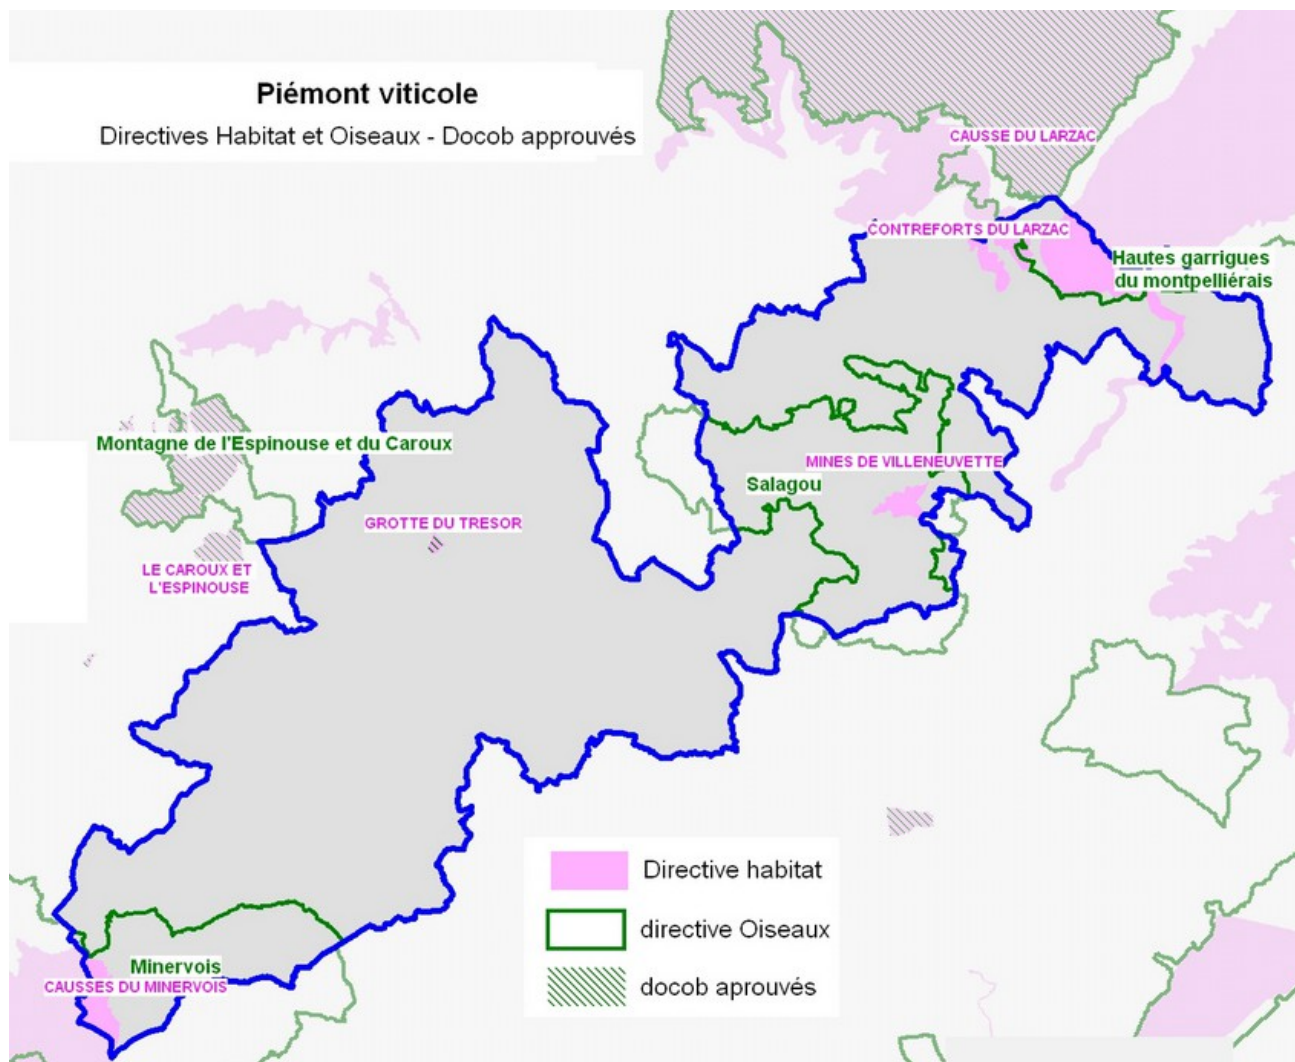 Piémont viticole
Directives Habitat et Oiseaux - Docob approuvés
CAUSSE DU LARZAC
CONTREFORTS DU LARZAC
Hautes garrigues
du montpelliérais
Montagne de l'Espinouse et du Caroux
MINES DE VILLENEUVETTE
Salagou
GROTTE DU TRESOR
LE CAROUX ET
L'ESPINOUSE
Directive habitat
directive Oiseaux
docob aprouvés
Minervois
CAUSSES DU MINERVOIS